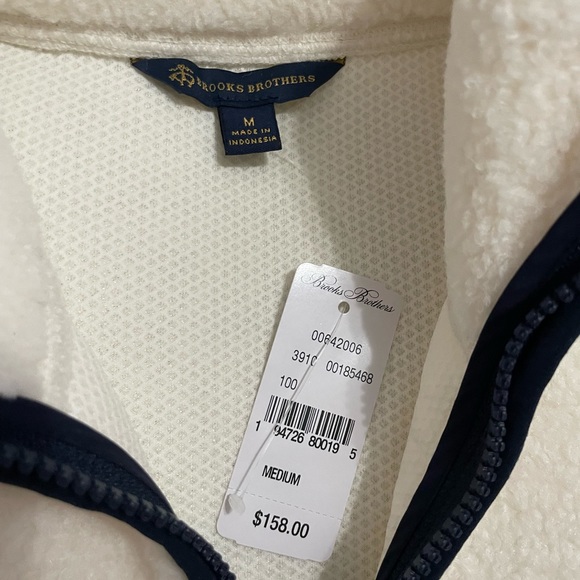 BROOKS BROTHERS
M
MADE IN
INDONESIA
Brooks Brothers
00642006
3910 00185468
100
1 94726 80019 5
MEDIUM
$158.00